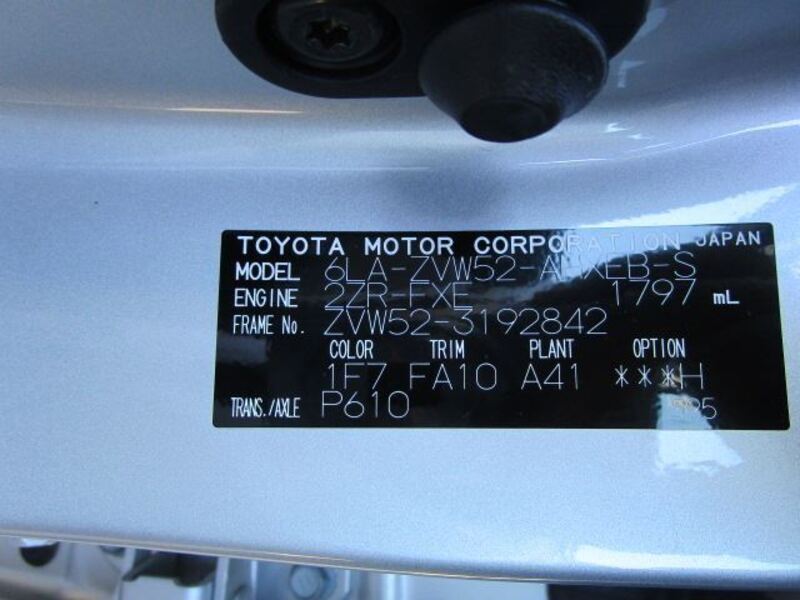 TOYOTA MOTOR CORPORATION JAPAN
MODEL 6LA-ZVW52-AHXEB-S
ENGINE 2ZR-FXE 1797 mL
FRAME No. ZVW52-3192842
COLOR TRIM PLANT OPTION
1F7 FA10 A41 ***H
TRANS./AXLE P610